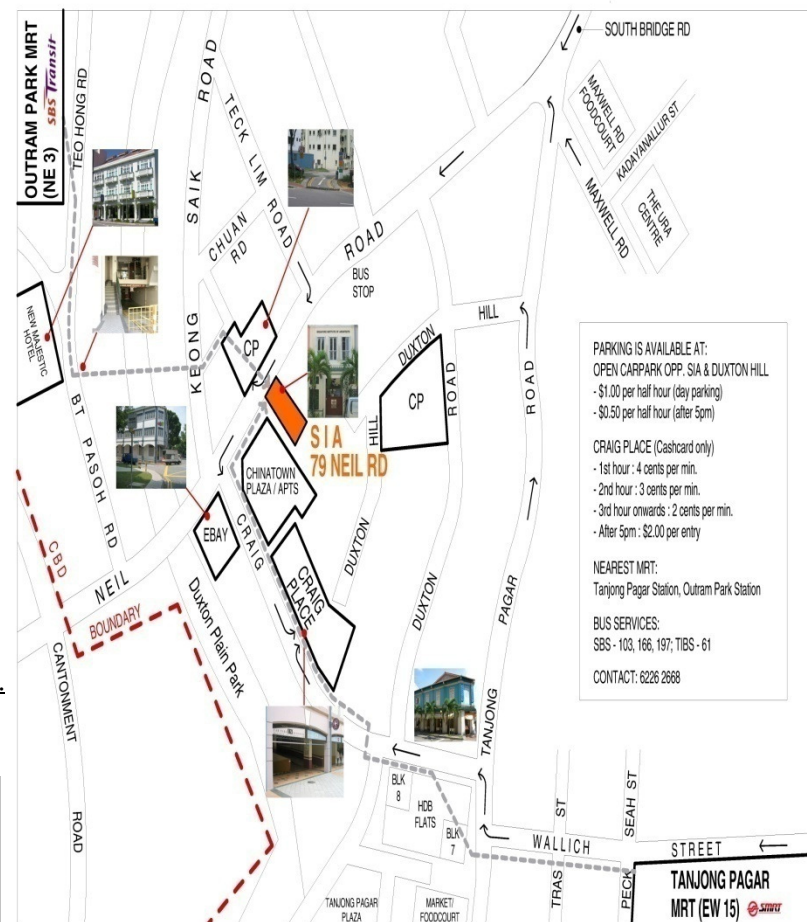 SOUTH BRIDGE RD
OUTRAM PARK MRT
(NE 3)
SBS Transit
TEO HONG RD
SAIK
ROAD
TECK LIM ROAD
CHUAN
RD
KEONG
ROAD
BUS
STOP
MAXWELL RD
FOODCOURT
KADAYANALLUR ST
THE URA
CENTRE
MAXWELL RD
NEW MAJESTIC
HOTEL
CP
DUXTON
HILL
CP
ROAD
ROAD
HILL
SIA
79 NEIL RD
CHINATOWN
PLAZA / APTS
BT PASOH RD
EBAY
CRAIG
CRAIG
PLACE
DUXTON
DUXTON
PAGAR
TANJONG
CBD
BOUNDARY
NEIL
Duxton Plain Park
CANTONMENT
ROAD
PARKING IS AVAILABLE AT:
OPEN CARPARK OPP. SIA & DUXTON HILL
- $1.00 per half hour (day parking)
- $0.50 per half hour (after 5pm)
CRAIG PLACE (Cashcard only)
- 1st hour : 4 cents per min.
- 2nd hour : 3 cents per min.
- 3rd hour onwards : 2 cents per min.
- After 5pm : $2.00 per entry
NEAREST MRT:
Tanjong Pagar Station, Outram Park Station
BUS SERVICES:
SBS - 103, 166, 197; TIBS - 61
CONTACT: 6226 2668
BLK
8
HDB
FLATS
BLK
7
TRAS ST
PECK SEAH ST
WALLICH STREET
TANJONG PAGAR
PLAZA
MARKET/
FOODCOURT
TANJONG PAGAR
MRT (EW 15) SMRT